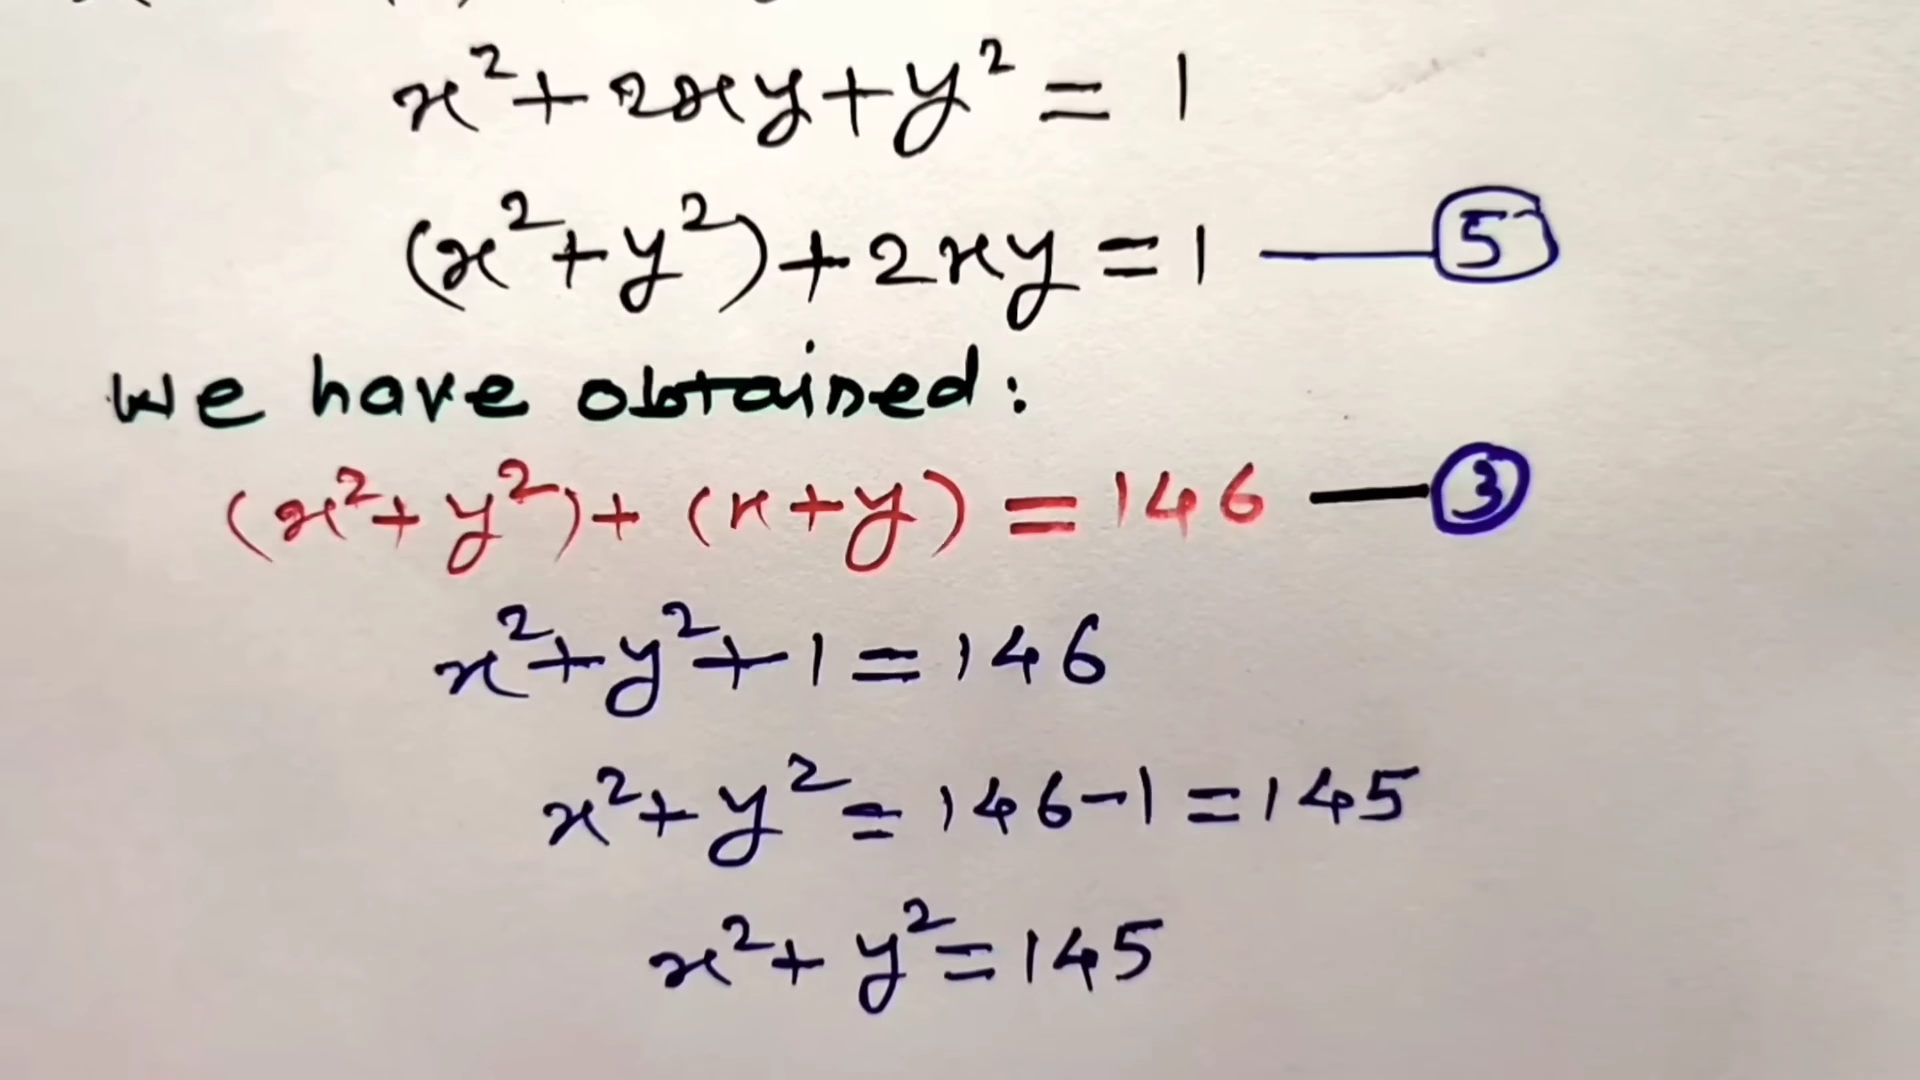 x²+2xy+y² = 1
(x²+y²)+2xy = 1 — 5
We have obtained:
(x²+y²)+(x+y) = 146 — 3
x²+y²+1 = 146
x²+y² = 146-1 = 145
x²+y² = 145